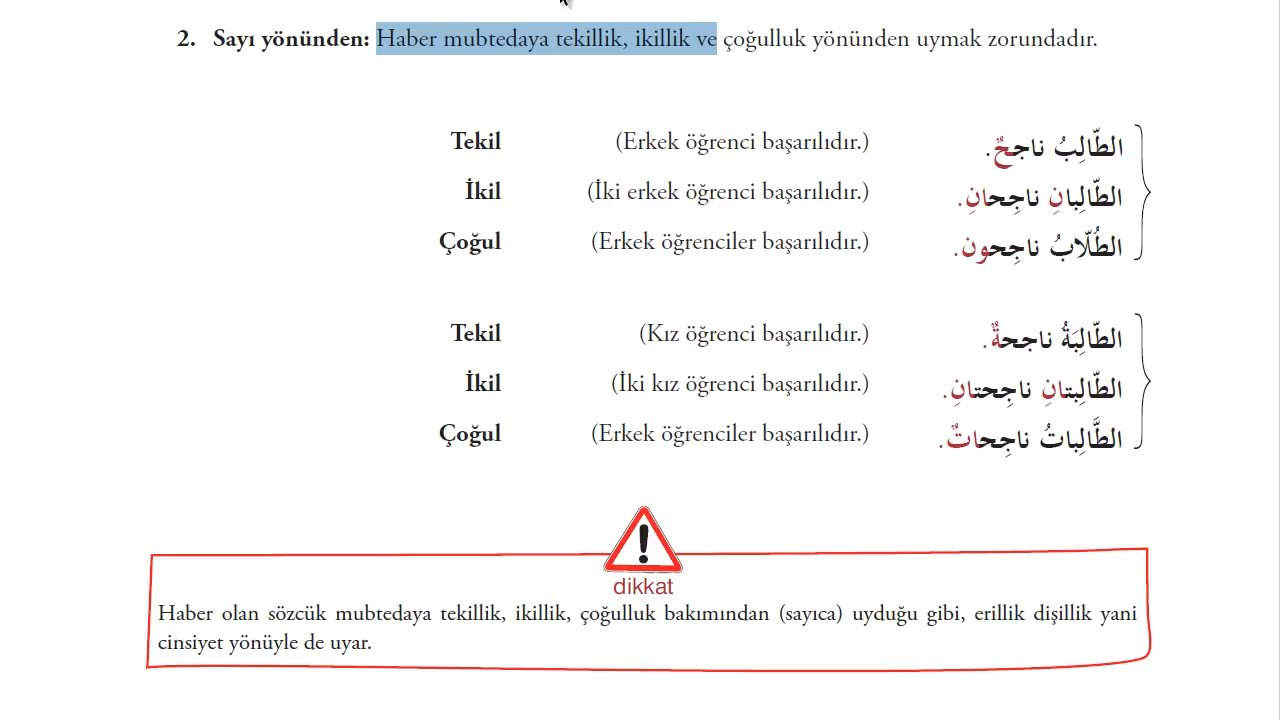 2. Sayı yönünden: Haber mubtedaya tekillik, ikillik ve çoğulluk yönünden uymak zorundadır.
Tekil (Erkek öğrenci başarılıdır.) الطّالِبُ ناجحٌ.
İkil (İki erkek öğrenci başarılıdır.) الطّالِبانِ ناجِحانِ.
Çoğul (Erkek öğrenciler başarılıdır.) الطُلّابُ ناجِحون.
Tekil (Kız öğrenci başarılıdır.) الطّالِبَةُ ناجحةٌ.
İkil (İki kız öğrenci başarılıdır.) الطّالِبتانِ ناجِحتانِ.
Çoğul (Erkek öğrenciler başarılıdır.) الطَّالِباتُ ناجِحاتٌ.
dikkat
Haber olan sözcük mubtedaya tekillik, ikillik, çoğulluk bakımından (sayıca) uyduğu gibi, erillik dişillik yani
cinsiyet yönüyle de uyar.